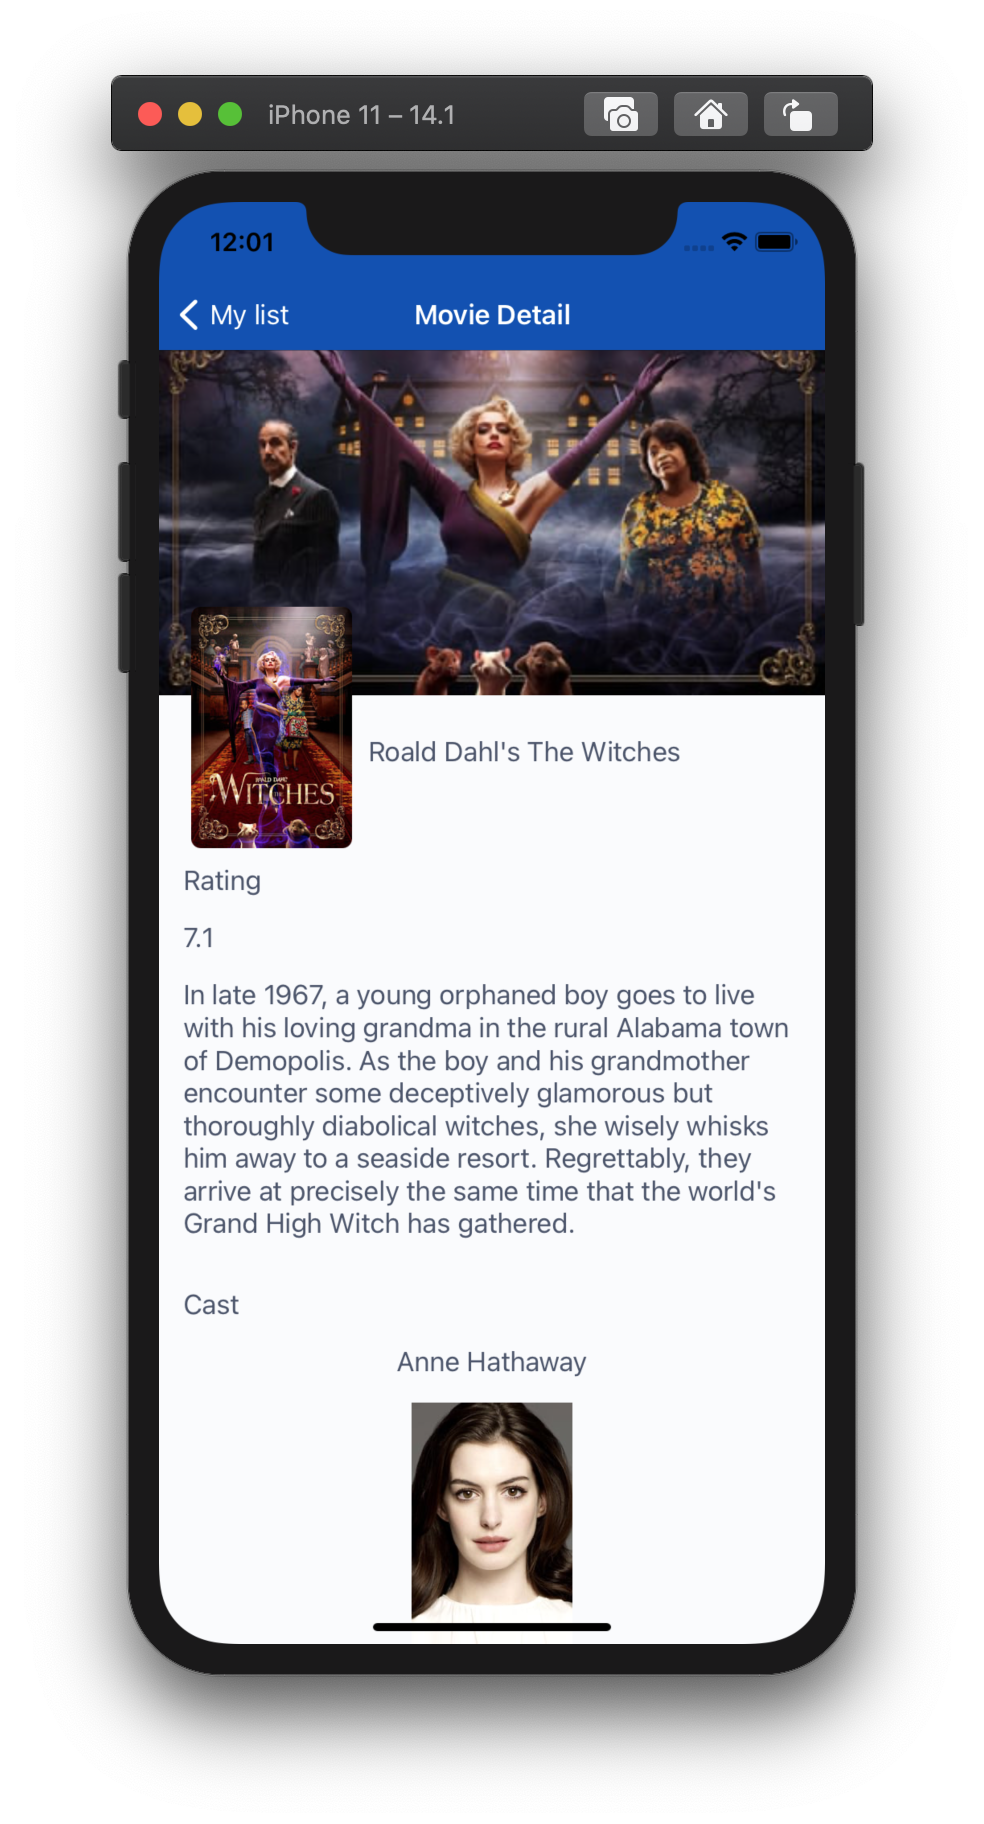 iPhone 11 – 14.1
12:01
My list
Movie Detail
ROALD DAHL'S
THE
WITCHES
Roald Dahl's The Witches
Rating
7.1
In late 1967, a young orphaned boy goes to live
with his loving grandma in the rural Alabama town
of Demopolis. As the boy and his grandmother
encounter some deceptively glamorous but
thoroughly diabolical witches, she wisely whisks
him away to a seaside resort. Regrettably, they
arrive at precisely the same time that the world's
Grand High Witch has gathered.
Cast
Anne Hathaway